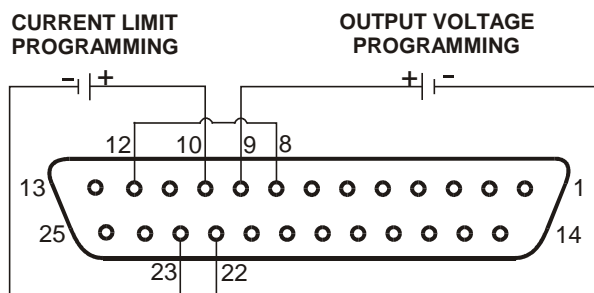 CURRENT LIMIT
PROGRAMMING
OUTPUT VOLTAGE
PROGRAMMING
- +
+ -
12 10 9 8
13 1
25 14
23 22